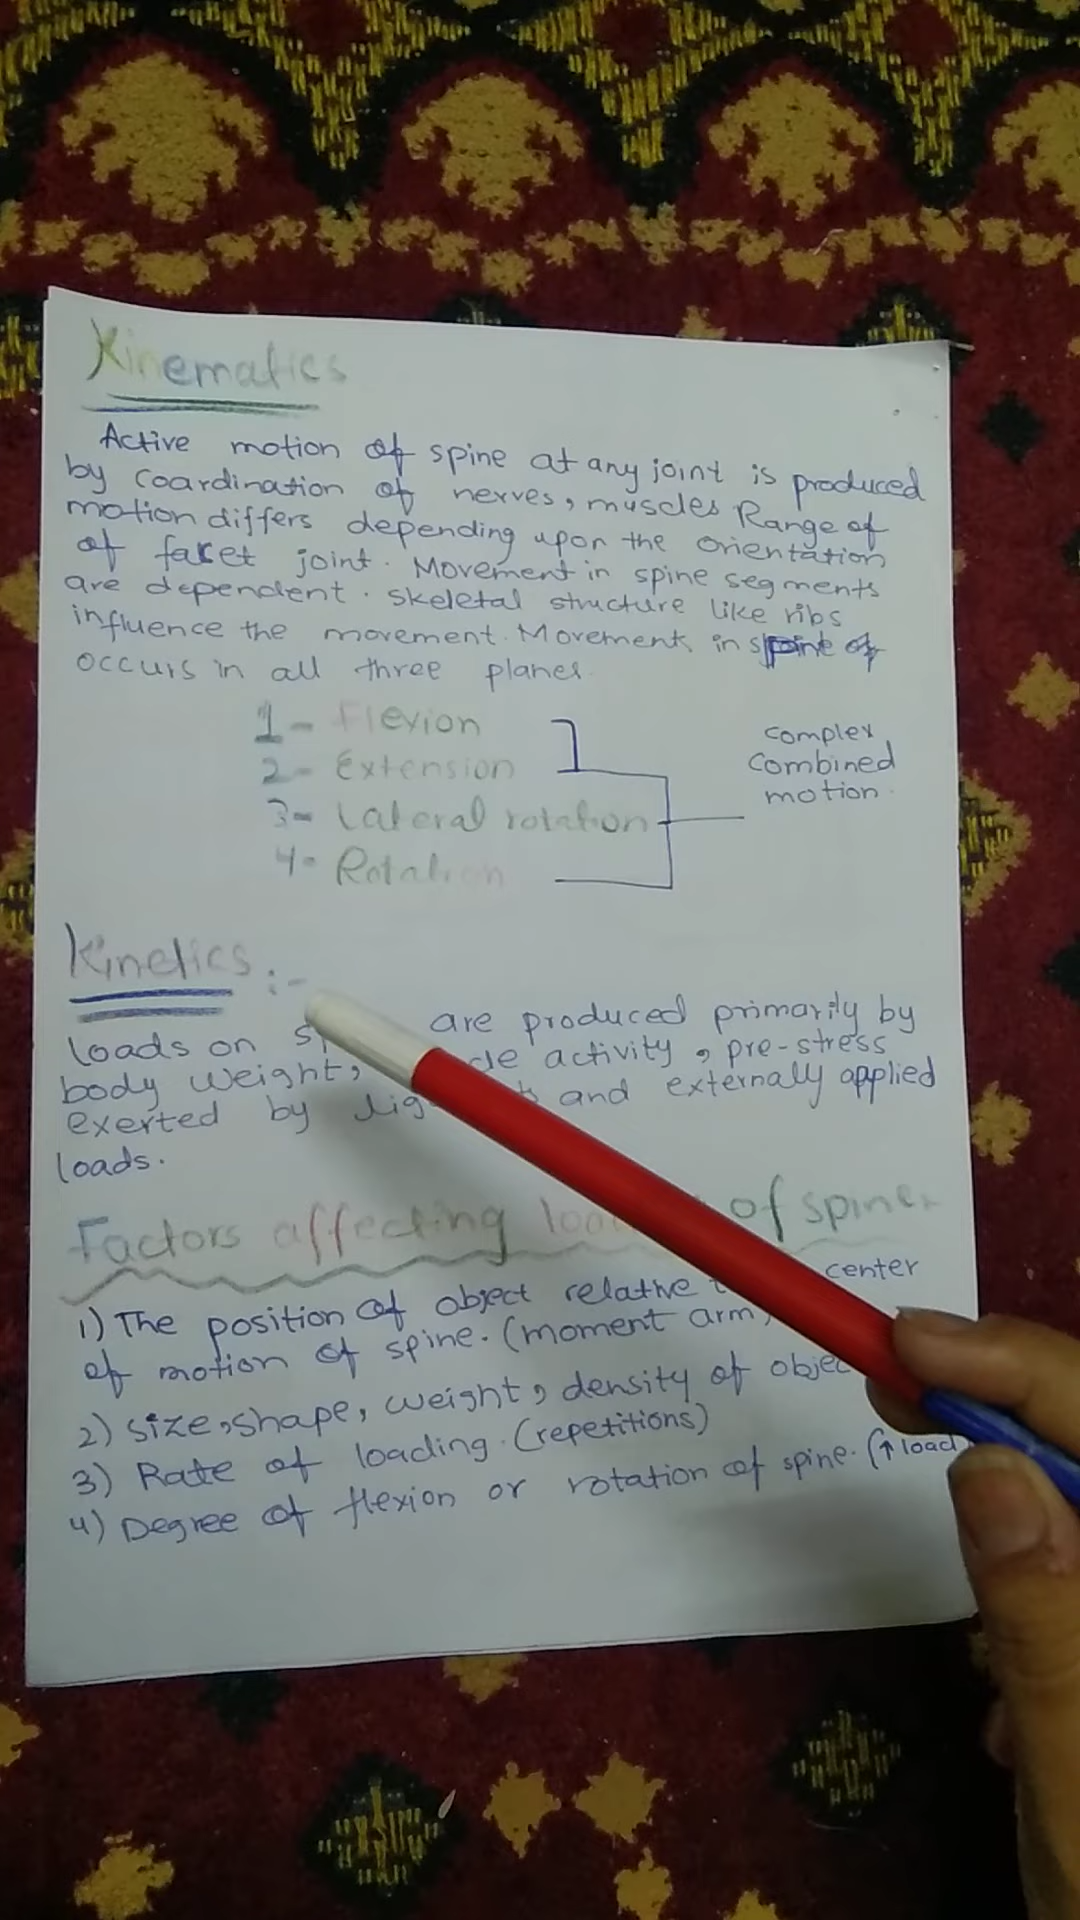 Kinematics
Active motion of spine at any joint is produced
by coardination of nerves, muscles Range of
motion differs depending upon the orientation
of facet joint. Movement in spine segments
are dependent. skeletal structure like ribs
influence the movement. Movement in spine of
occurs in all three planes.
1- Flexion
2- Extension
3- Lateral rotation
4- Rotation
complex
combined
motion.
Kinetics :-
loads on are produced primarily by
body weight, activity, pre-stress
exerted by and externally applied
loads.
Factors affecting of spine.
1) The position of object relative center
of motion of spine. (moment arm)
2) size, shape, weight, density of objec
3) Rate of loading. (repetitions)
4) Degree of flexion or rotation of spine. (↑ load)